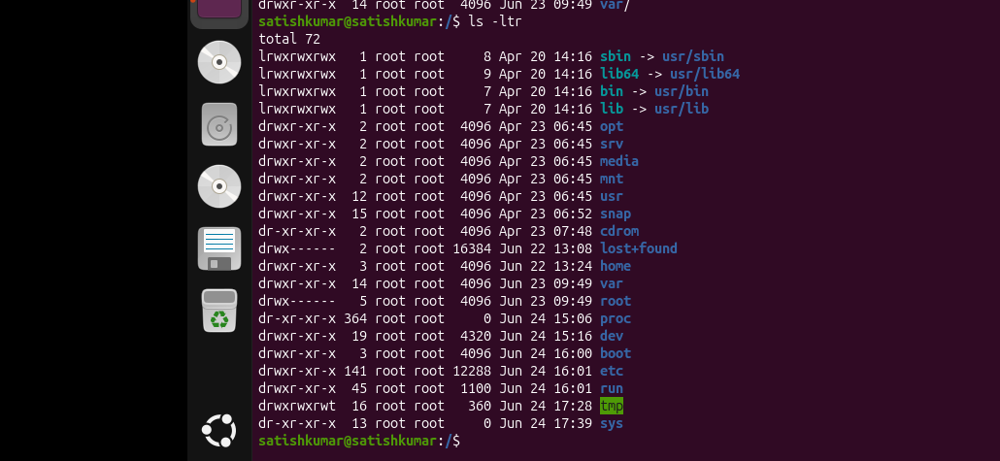 drwxr-xr-x  14 root root  4096 Jun 23 09:49 var/
satishkumar@satishkumar:/$ ls -ltr
total 72
lrwxrwxrwx   1 root root     8 Apr 20 14:16 sbin -> usr/sbin
lrwxrwxrwx   1 root root     9 Apr 20 14:16 lib64 -> usr/lib64
lrwxrwxrwx   1 root root     7 Apr 20 14:16 bin -> usr/bin
lrwxrwxrwx   1 root root     7 Apr 20 14:16 lib -> usr/lib
drwxr-xr-x   2 root root  4096 Apr 23 06:45 opt
drwxr-xr-x   2 root root  4096 Apr 23 06:45 srv
drwxr-xr-x   2 root root  4096 Apr 23 06:45 media
drwxr-xr-x   2 root root  4096 Apr 23 06:45 mnt
drwxr-xr-x  12 root root  4096 Apr 23 06:45 usr
drwxr-xr-x  15 root root  4096 Apr 23 06:52 snap
dr-xr-xr-x   2 root root  4096 Apr 23 07:48 cdrom
drwx------   2 root root 16384 Jun 22 13:08 lost+found
drwxr-xr-x   3 root root  4096 Jun 22 13:24 home
drwxr-xr-x  14 root root  4096 Jun 23 09:49 var
drwx------   5 root root  4096 Jun 23 09:49 root
dr-xr-xr-x 364 root root     0 Jun 24 15:06 proc
drwxr-xr-x  19 root root  4320 Jun 24 15:16 dev
drwxr-xr-x   3 root root  4096 Jun 24 16:00 boot
drwxr-xr-x 141 root root 12288 Jun 24 16:01 etc
drwxr-xr-x  45 root root  1100 Jun 24 16:01 run
drwxrwxrwt  16 root root   360 Jun 24 17:28 tmp
dr-xr-xr-x  13 root root     0 Jun 24 17:39 sys
satishkumar@satishkumar:/$